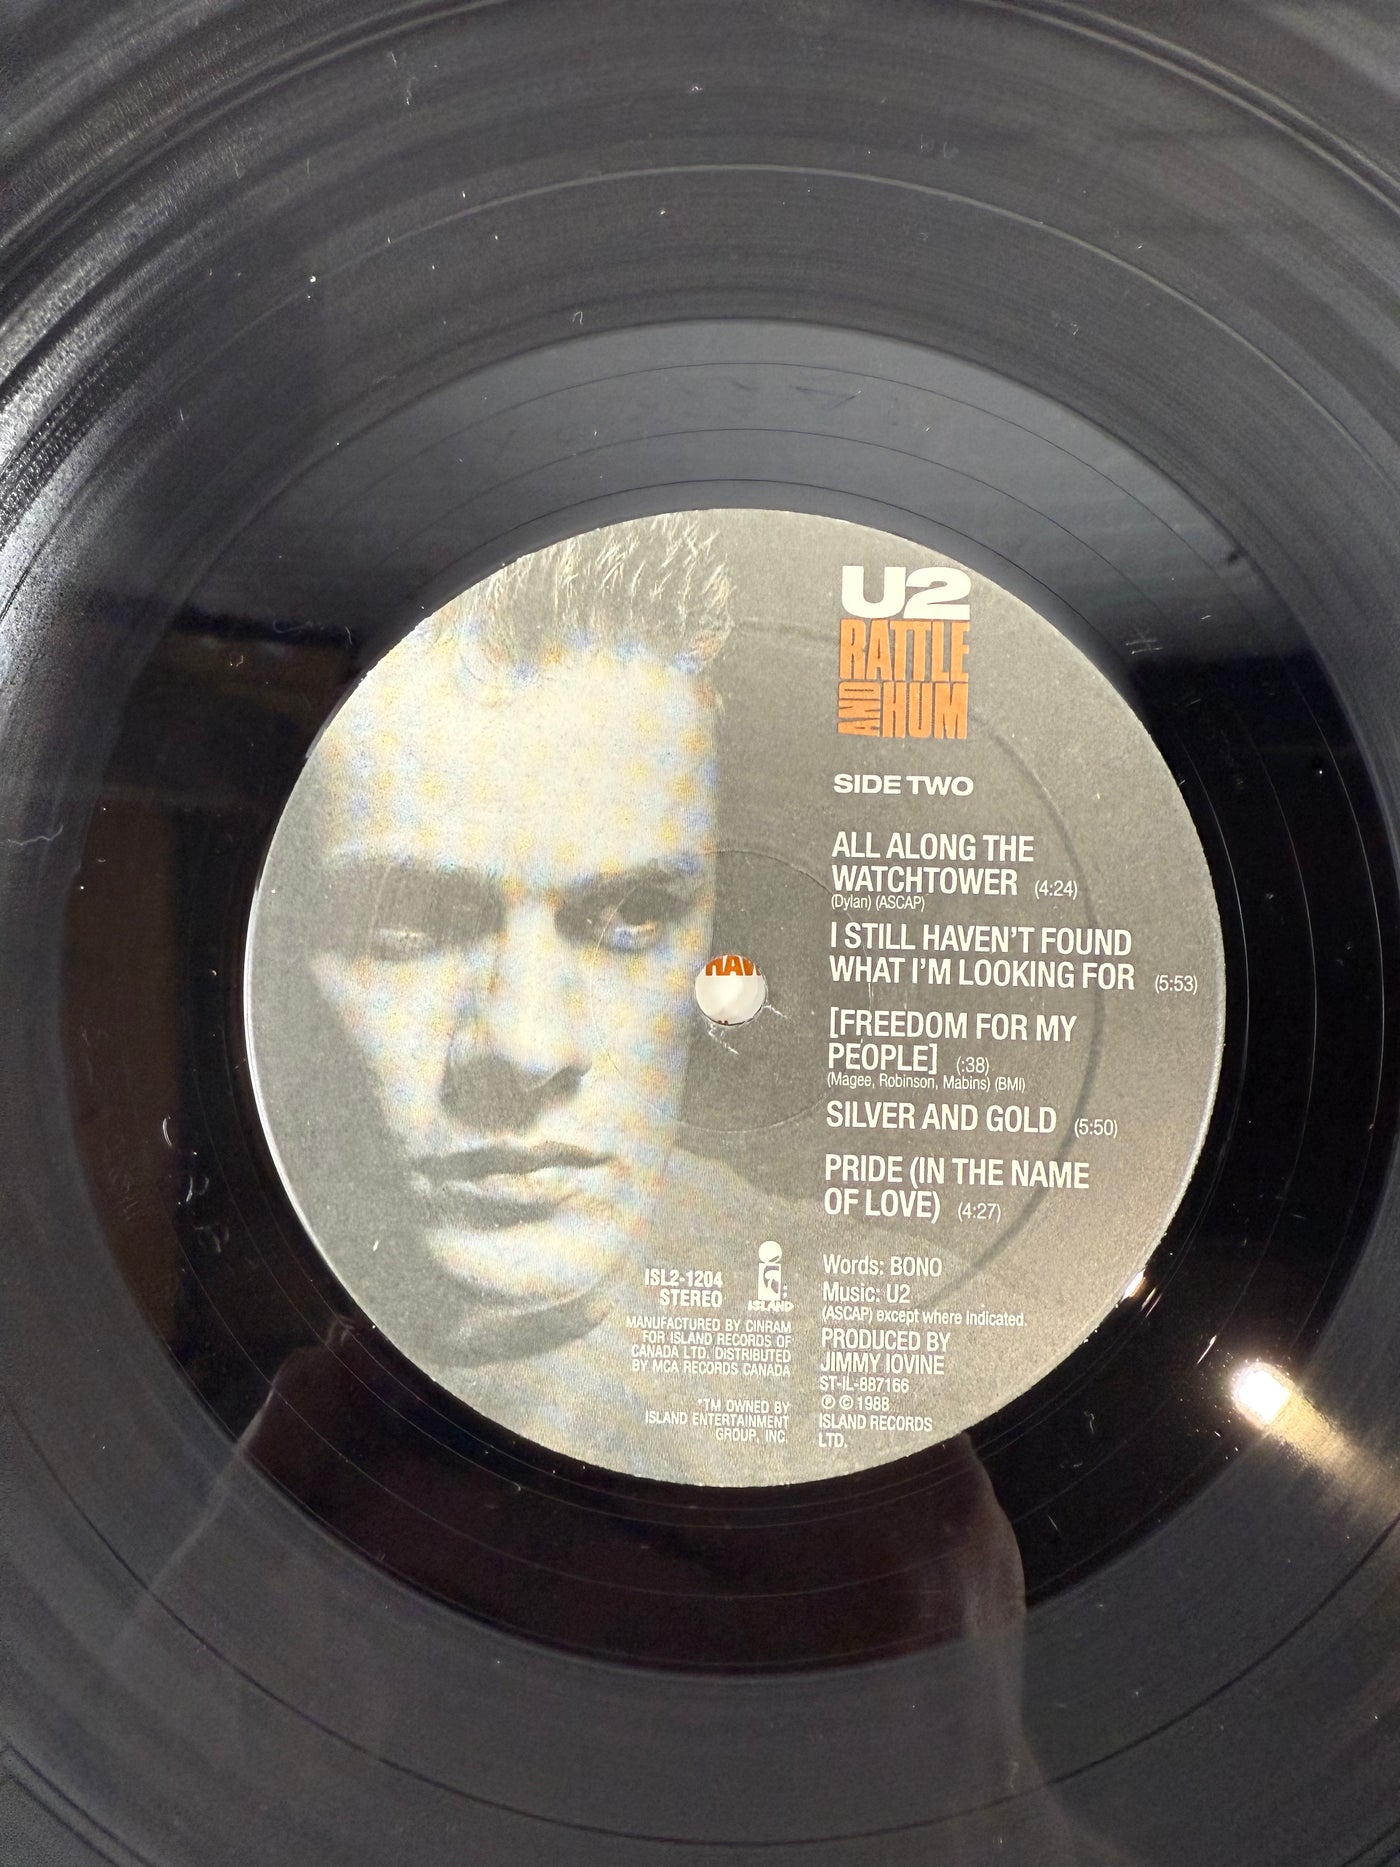 U2
RATTLE
AND HUM
SIDE TWO
ALL ALONG THE
WATCHTOWER (4:24)
(Dylan) (ASCAP)
I STILL HAVEN'T FOUND
WHAT I'M LOOKING FOR (5:53)
[FREEDOM FOR MY
PEOPLE] (:38)
(Magee, Robinson, Mabins) (BMI)
SILVER AND GOLD (5:50)
PRIDE (IN THE NAME
OF LOVE) (4:27)
Words: BONO
Music: U2
(ASCAP) except where indicated.
PRODUCED BY
JIMMY IOVINE
ST-IL-887166
℗ © 1988
ISLAND RECORDS
LTD.
ISL2-1204
STEREO
ISLAND
MANUFACTURED BY CINRAM
FOR ISLAND RECORDS OF
CANADA LTD. DISTRIBUTED
BY MCA RECORDS CANADA
*TM OWNED BY
ISLAND ENTERTAINMENT
GROUP, INC.